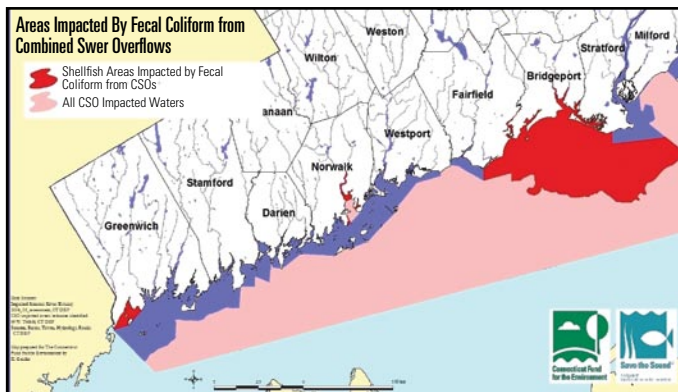 Areas Impacted By Fecal Coliform from
Combined Swer Overflows
Shellfish Areas Impacted by Fecal
Coliform from CSOs
All CSO Impacted Waters
Weston
Wilton
Milford
Stratford
Bridgeport
Fairfield
anaan
Westport
Norwalk
Stamford
Darien
Greenwich
Connecticut Fund
for the Environment
Save the Sound